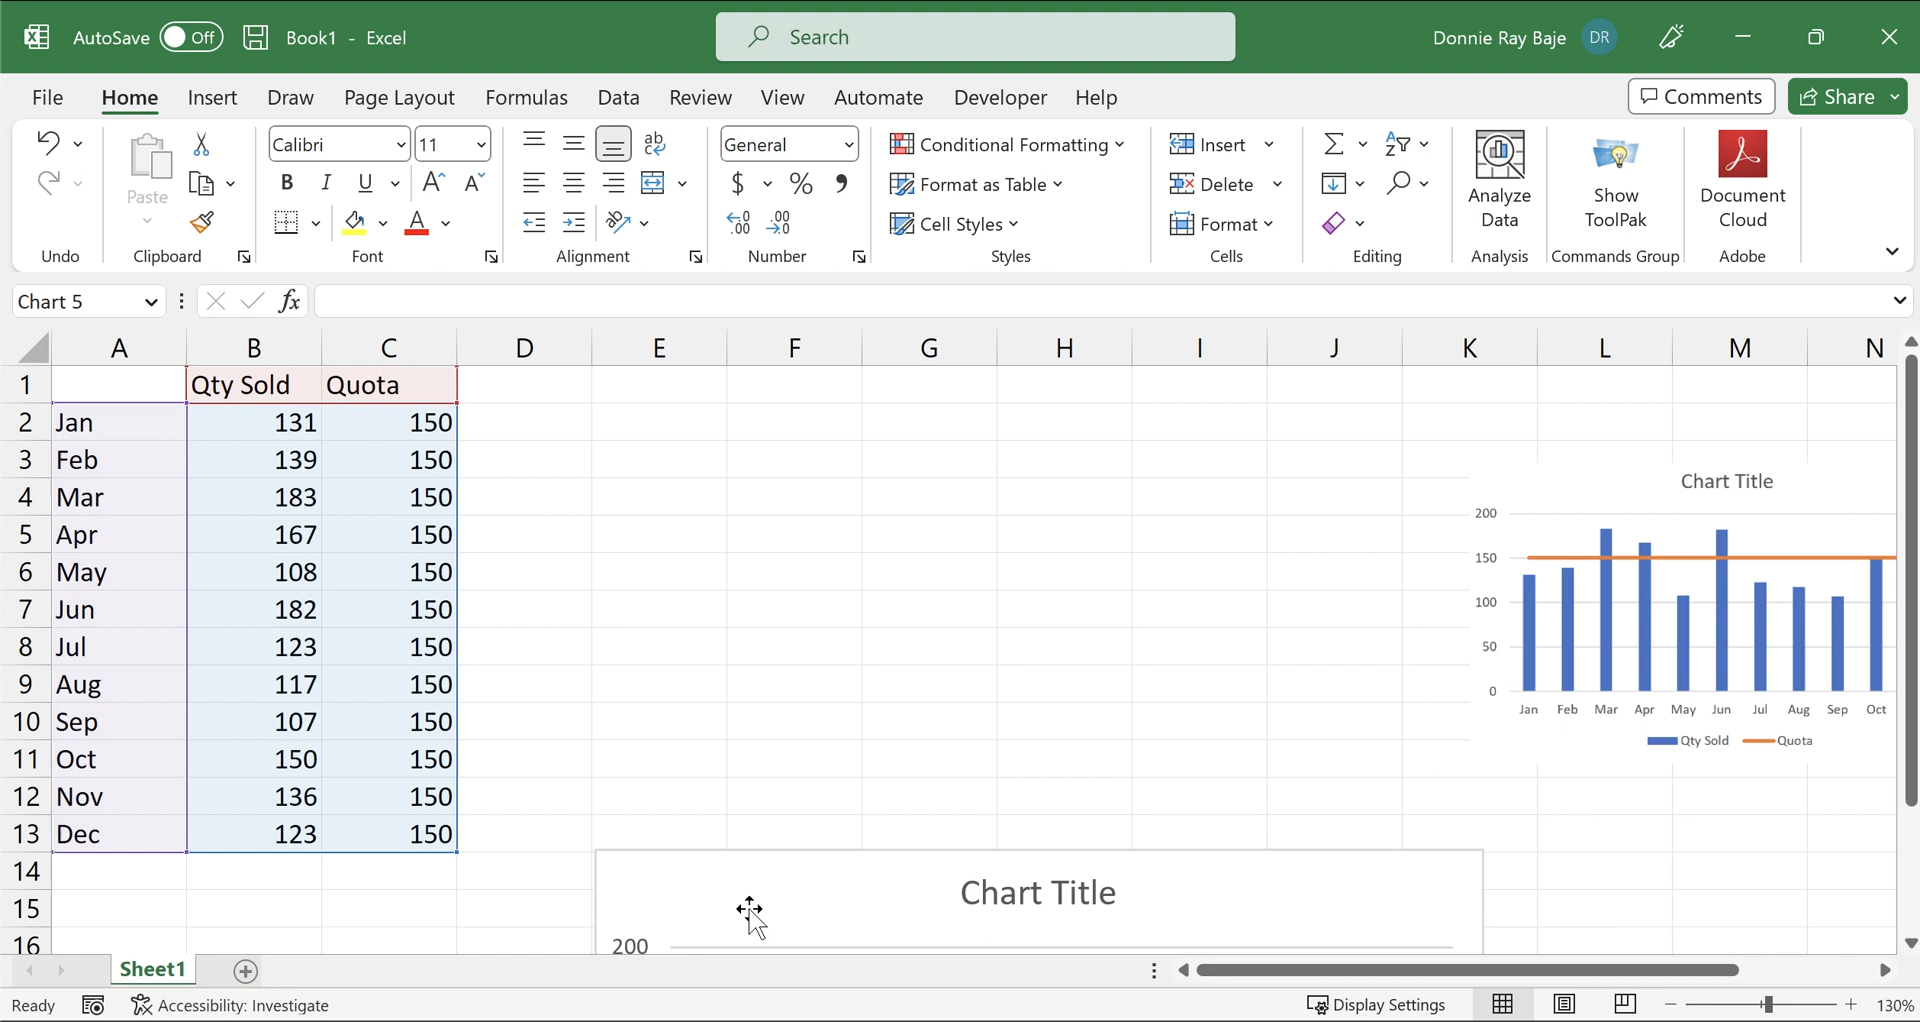 AutoSave Off Book1 - Excel Search Donnie Ray Baje DR
File Home Insert Draw Page Layout Formulas Data Review View Automate Developer Help Comments Share
Calibri 11 ab General Conditional Formatting Insert Σ
Paste B I U A A $ % Format as Table Delete Analyze Data Show ToolPak Document Cloud
A Cell Styles Format
Undo Clipboard Font Alignment Number Styles Cells Editing Analysis Commands Group Adobe
Chart 5 fx
A B C D E F G H I J K L M N
1 Qty Sold Quota
2 Jan 131 150
3 Feb 139 150
4 Mar 183 150
5 Apr 167 150
6 May 108 150
7 Jun 182 150
8 Jul 123 150
9 Aug 117 150
10 Sep 107 150
11 Oct 150 150
12 Nov 136 150
13 Dec 123 150
14
15
16
Chart Title
200
150
100
50
0
Jan Feb Mar Apr May Jun Jul Aug Sep Oct
Qty Sold Quota
Chart Title
200
Sheet1
Ready Accessibility: Investigate Display Settings 130%